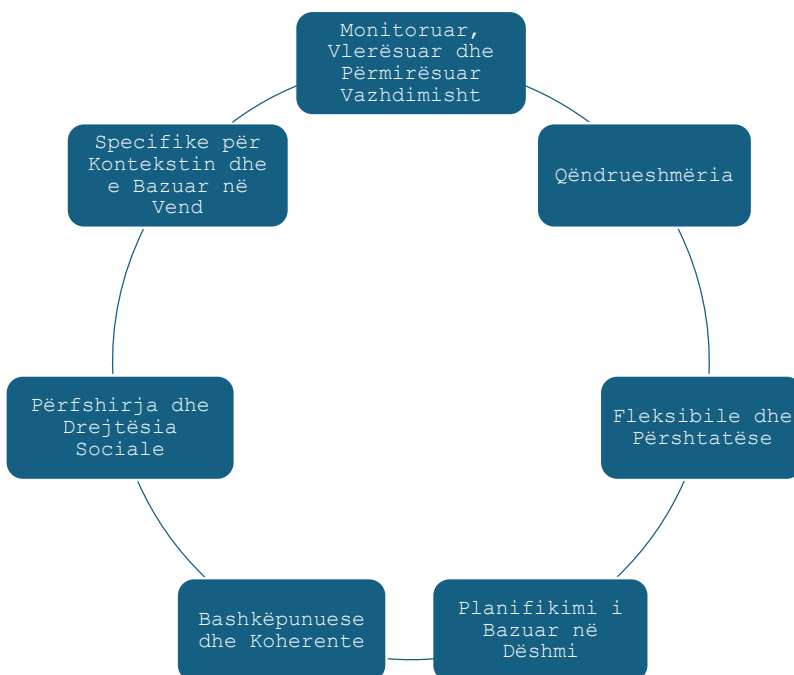 Monitoruar,
Vlerësuar dhe
Përmirësuar
Vazhdimisht
Qëndrueshmëria
Fleksibile dhe
Përshtatëse
Planifikimi i
Bazuar në
Dëshmi
Bashkëpunuese
dhe Koherente
Përfshirja dhe
Drejtësia
Sociale
Specifike për
Kontekstin dhe
e Bazuar në
Vend